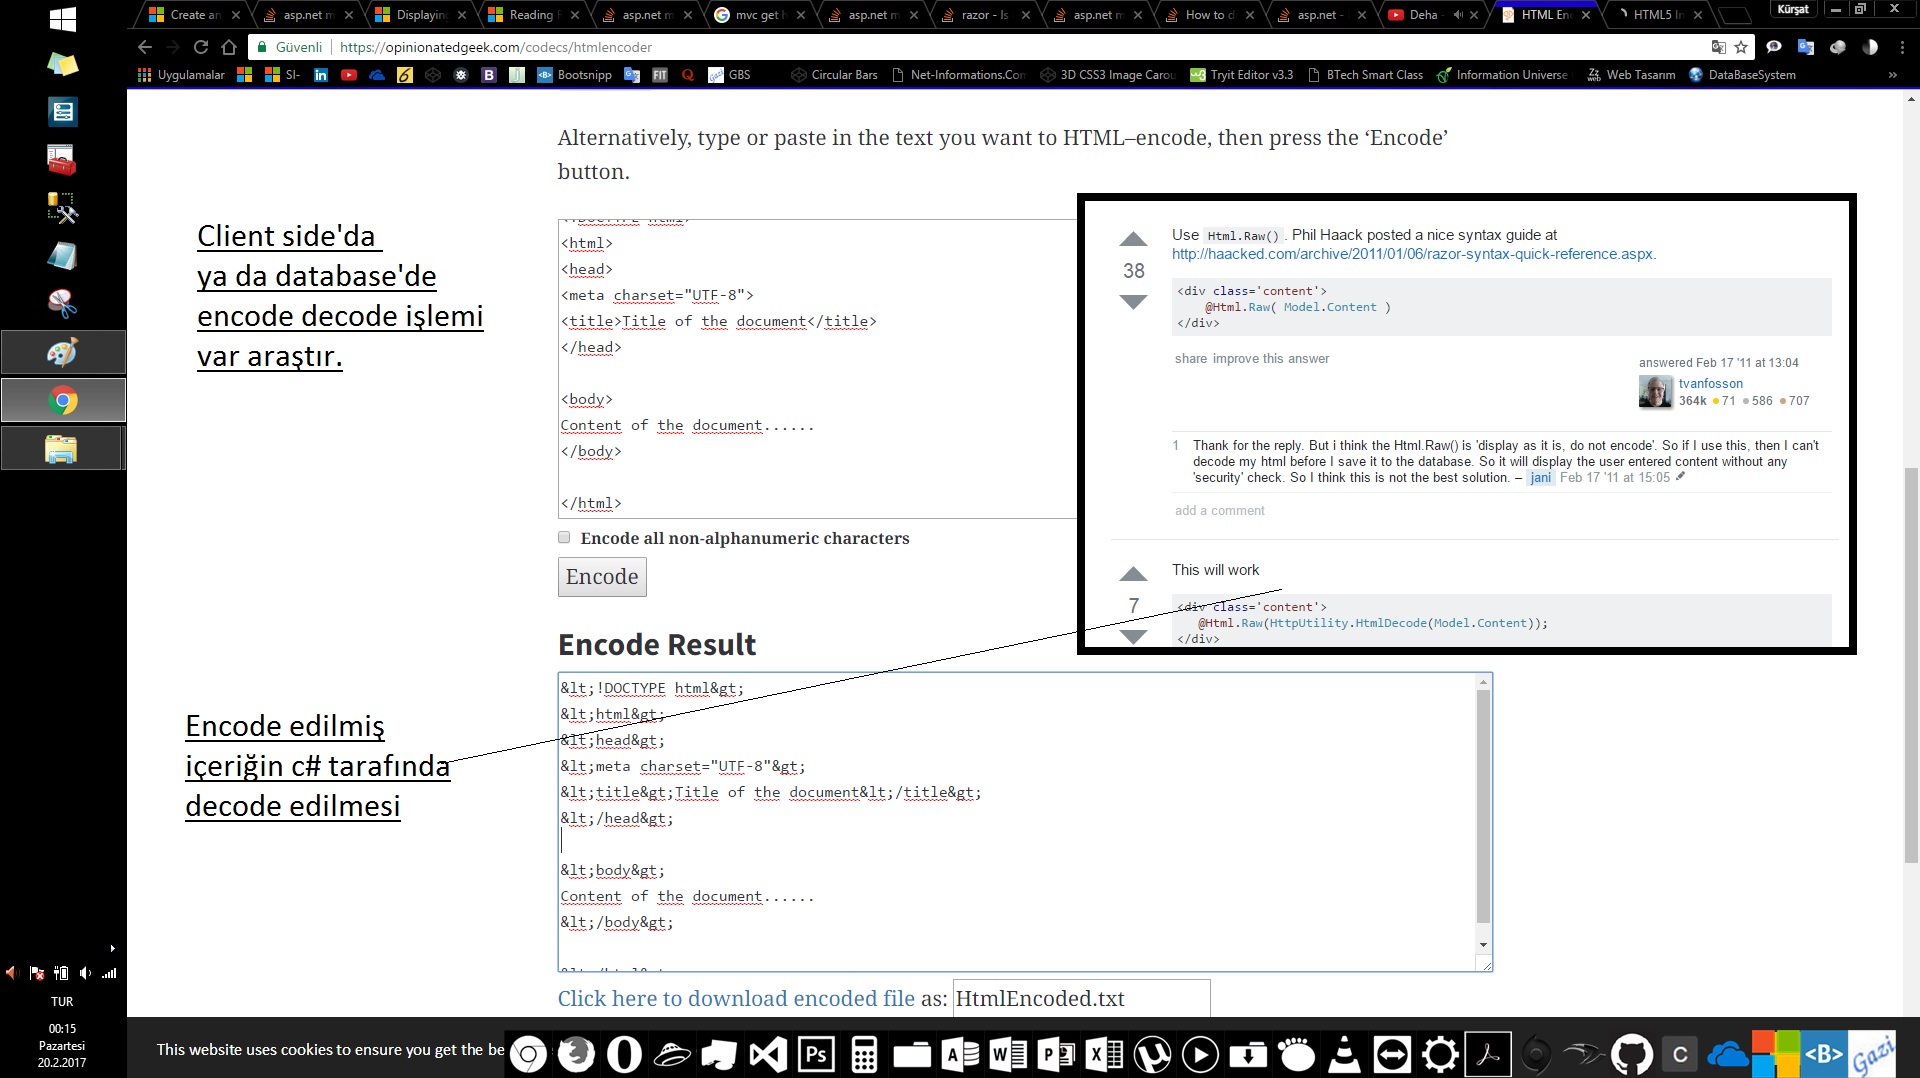 Create an
asp.net m
Displayin
Reading F
asp.net m
mvc get h
asp.net m
razor - Is
asp.net m
How to d
asp.net -
Deha
HTML En
HTML5 In
Kürşat
Güvenli
https://opinionatedgeek.com/codecs/htmlencoder
Uygulamalar
SI-
Bootsnipp
FIT
GBS
Circular Bars
Net-Informations.Com
3D CSS3 Image Carou
Tryit Editor v3.3
BTech Smart Class
Information Universe
Web Tasarım
DataBaseSystem
»
Alternatively, type or paste in the text you want to HTML–encode, then press the ‘Encode’
button.
Client side'da
ya da database'de
encode decode işlemi
var araştır.
<!DOCTYPE html>
<html>
<head>
<meta charset="UTF-8">
<title>Title of the document</title>
</head>
<body>
Content of the document......
</body>
</html>
Encode all non-alphanumeric characters
Encode
38
Use Html.Raw(). Phil Haack posted a nice syntax guide at
http://haacked.com/archive/2011/01/06/razor-syntax-quick-reference.aspx.
<div class='content'>
@Html.Raw( Model.Content )
</div>
share improve this answer
answered Feb 17 '11 at 13:04
tvanfosson
364k 71 586 707
1 Thank for the reply. But i think the Html.Raw() is 'display as it is, do not encode'. So if I use this, then I can't
decode my html before I save it to the database. So it will display the user entered content without any
'security' check. So I think this is not the best solution. – jani Feb 17 '11 at 15:05
add a comment
7
This will work
<div class='content'>
@Html.Raw(HttpUtility.HtmlDecode(Model.Content));
</div>
Encode Result
Encode edilmiş
içeriğin c# tarafında
decode edilmesi
&lt;!DOCTYPE html&gt;
&lt;html&gt;
&lt;head&gt;
&lt;meta charset="UTF-8"&gt;
&lt;title&gt;Title of the document&lt;/title&gt;
&lt;/head&gt;
&lt;body&gt;
Content of the document......
&lt;/body&gt;
&lt;/html&gt;
Click here to download encoded file as: HtmlEncoded.txt
This website uses cookies to ensure you get the be
TUR
00:15
Pazartesi
20.2.2017
Ps
C
<B>
Gazi